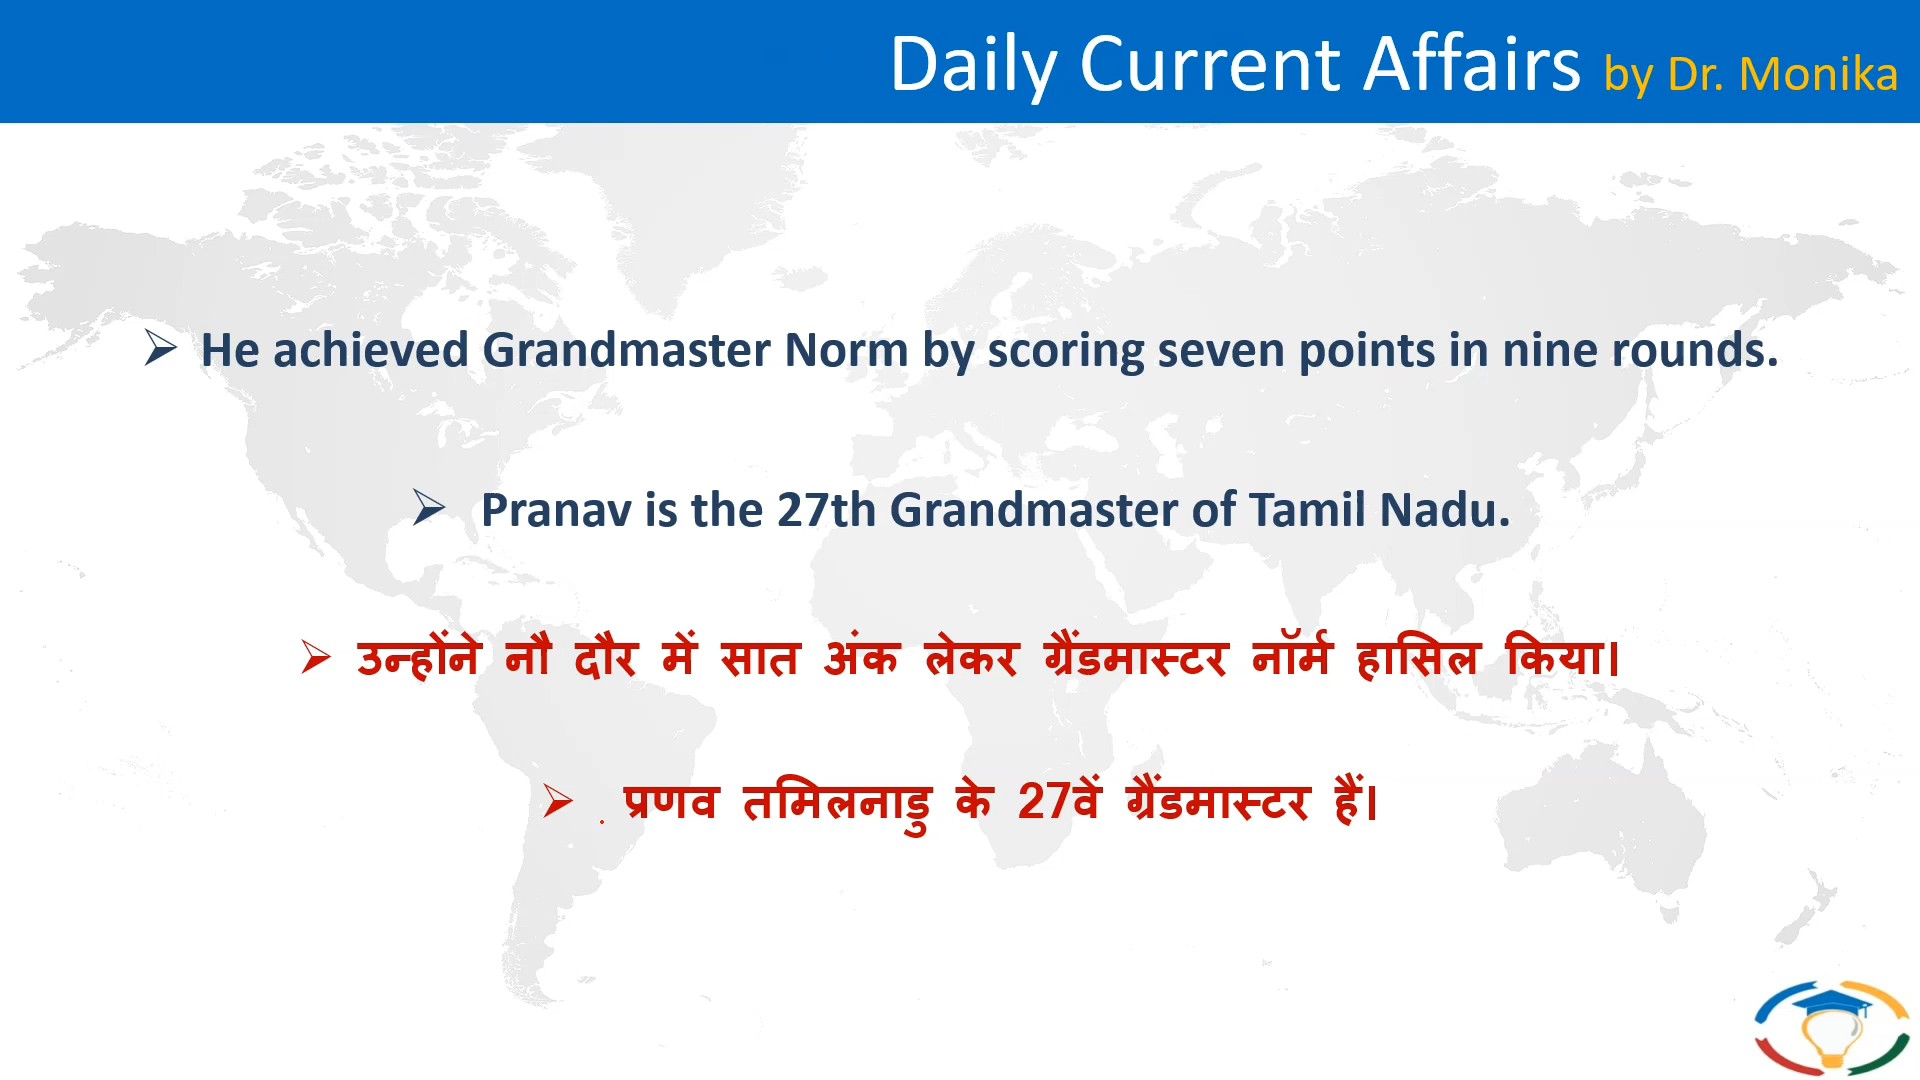 Daily Current Affairs by Dr. Monika
➢ He achieved Grandmaster Norm by scoring seven points in nine rounds.
➢ Pranav is the 27th Grandmaster of Tamil Nadu.
➢ उन्होंने नौ दौर में सात अंक लेकर ग्रैंडमास्टर नॉर्म हासिल किया।
➢ . प्रणव तमिलनाडु के 27वें ग्रैंडमास्टर हैं।